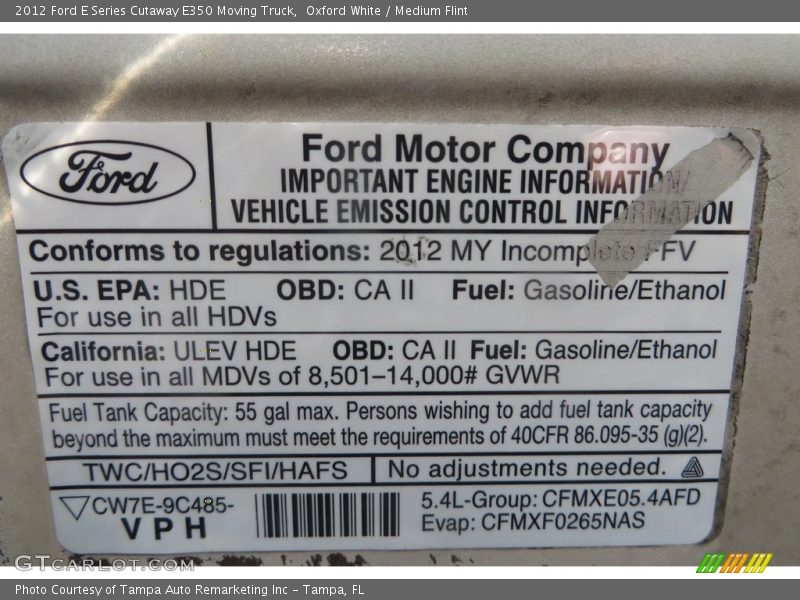 2012 Ford E Series Cutaway E350 Moving Truck,  Oxford White / Medium Flint
Ford
Ford Motor Company
IMPORTANT ENGINE INFORMATION/
VEHICLE EMISSION CONTROL INFORMATION
Conforms to regulations: 2012 MY Incomplete FFV
U.S. EPA: HDE OBD: CA II Fuel: Gasoline/Ethanol
For use in all HDVs
California: ULEV HDE OBD: CA II Fuel: Gasoline/Ethanol
For use in all MDVs of 8,501–14,000# GVWR
Fuel Tank Capacity: 55 gal max. Persons wishing to add fuel tank capacity
beyond the maximum must meet the requirements of 40CFR 86.095-35 (g)(2).
TWC/HO2S/SFI/HAFS No adjustments needed.
CW7E-9C485-
VPH
5.4L-Group: CFMXE05.4AFD
Evap: CFMXF0265NAS
GTCarLot.com
Photo Courtesy of Tampa Auto Remarketing Inc – Tampa, FL